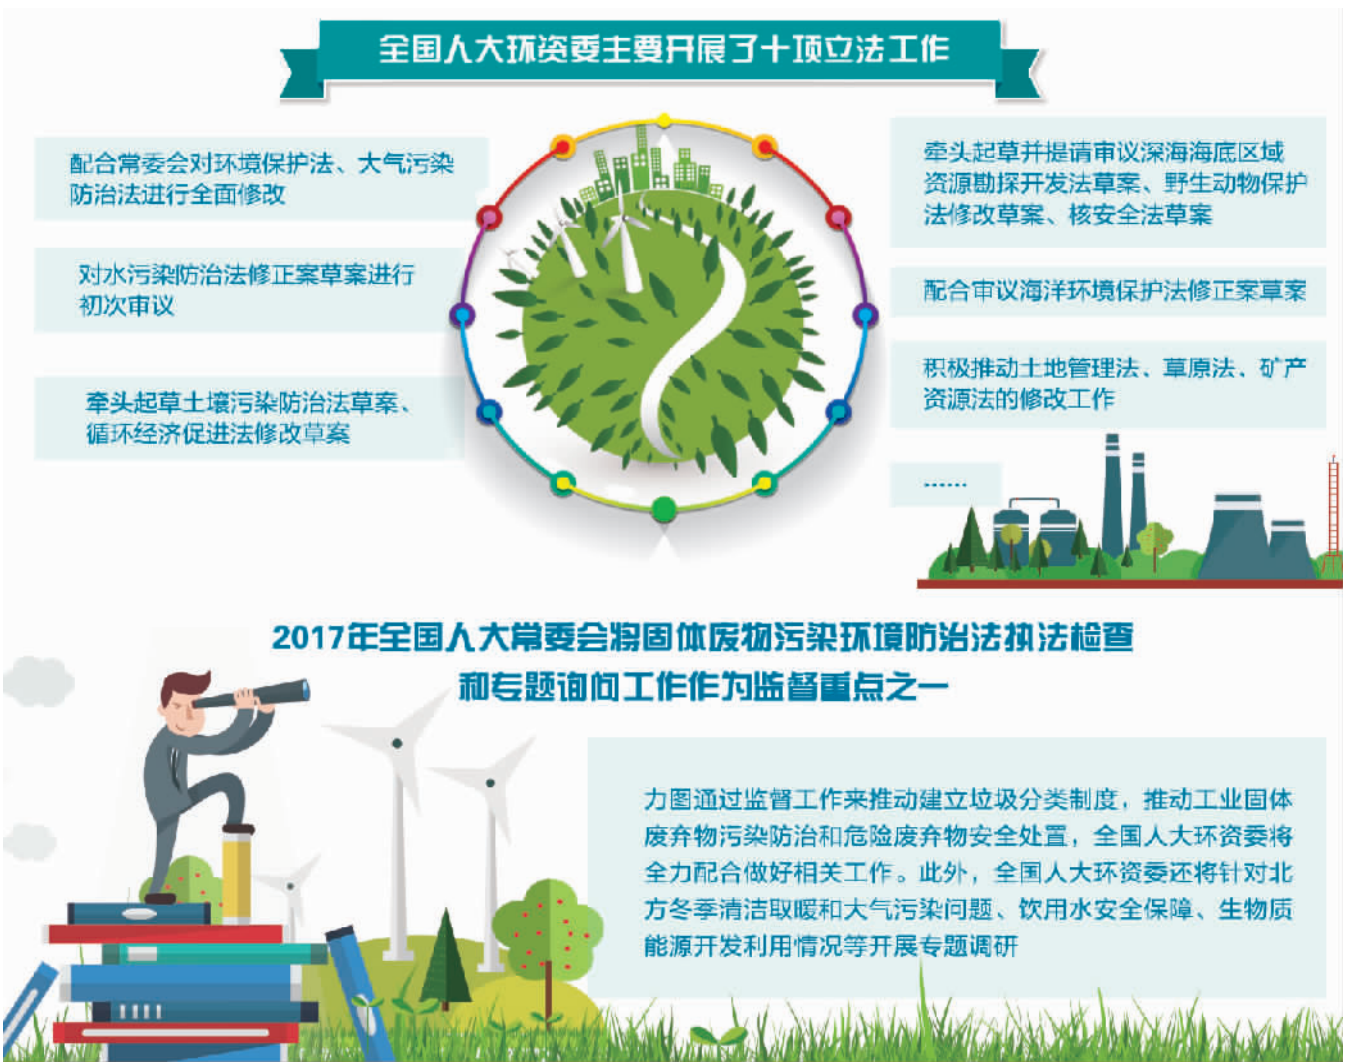 全国人大环资委主要开展了十项立法工作
配合常委会对环境保护法、大气污染
防治法进行全面修改
对水污染防治法修正案草案进行
初次审议
牵头起草土壤污染防治法草案、
循环经济促进法修改草案
牵头起草并提请审议深海海底区域
资源勘探开发法草案、野生动物保护
法修改草案、核安全法草案
配合审议海洋环境保护法修正案草案
积极推动土地管理法、草原法、矿产
资源法的修改工作
……
2017年全国人大常委会将固体废物污染环境防治法执法检查
和专题询问工作作为监督重点之一
力图通过监督工作来推动建立垃圾分类制度，推动工业固体
废弃物污染防治和危险废弃物安全处置，全国人大环资委将
全力配合做好相关工作。此外，全国人大环资委还将针对北
方冬季清洁取暖和大气污染问题、饮用水安全保障、生物质
能源开发利用情况等开展专题调研